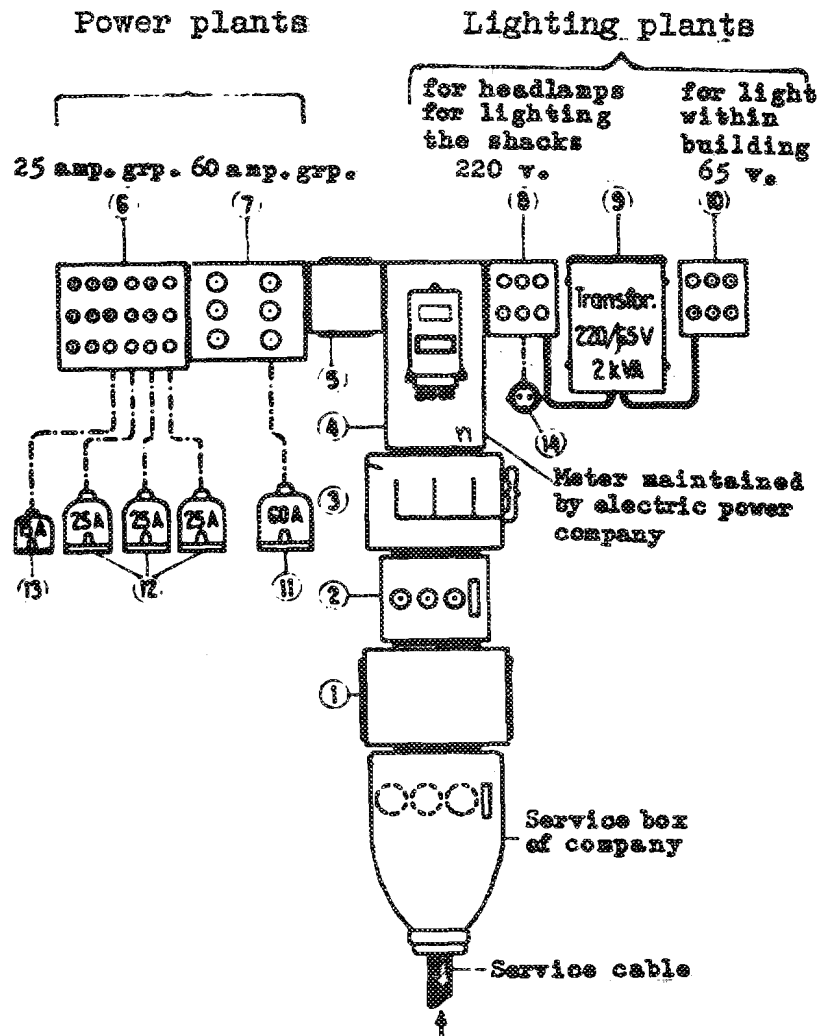 Power plants
Lighting plants
for headlamps
for lighting
the shacks
220 v.
for light
within
building
65 v.
25 amp.grp. 60 amp.grp.
(6)
(7)
(8)
(9)
(10)
Transfor.
220/65V
2 kVA
(5)
(4)
(14)
n
Meter maintained
by electric power
company
(3)
15A
25A
25A
25A
60A
(13)
(12)
(11)
(2)
(1)
Service box
of company
Service cable